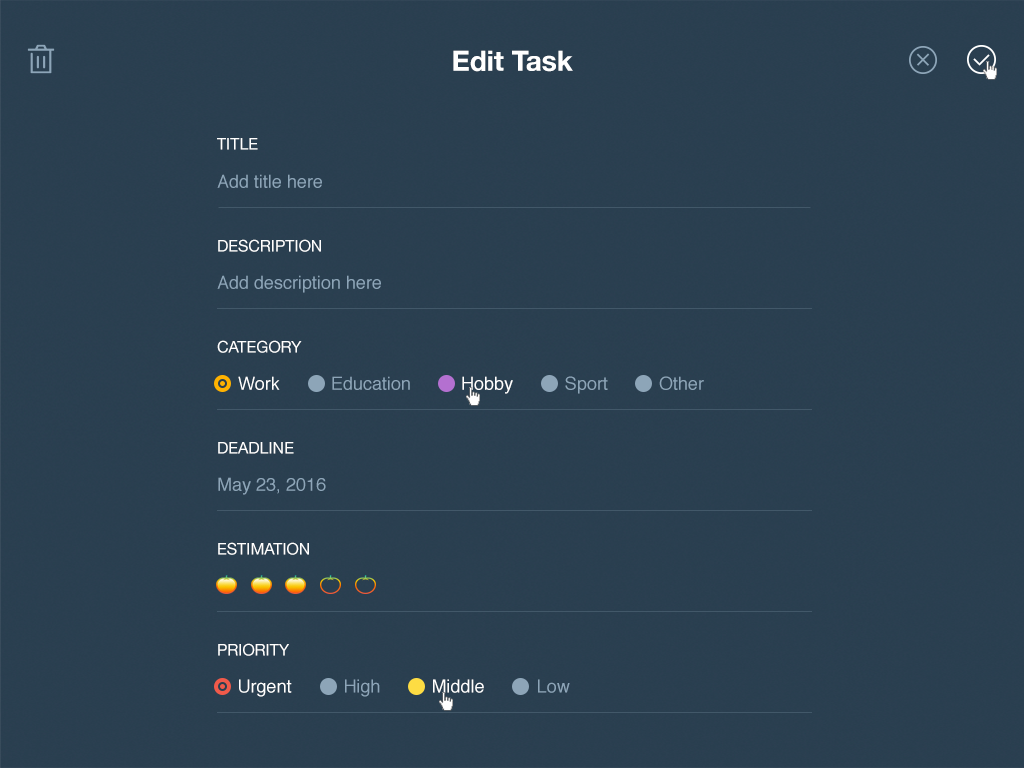 Edit Task
TITLE
Add title here
DESCRIPTION
Add description here
CATEGORY
Work Education Hobby Sport Other
DEADLINE
May 23, 2016
ESTIMATION
PRIORITY
Urgent High Middle Low